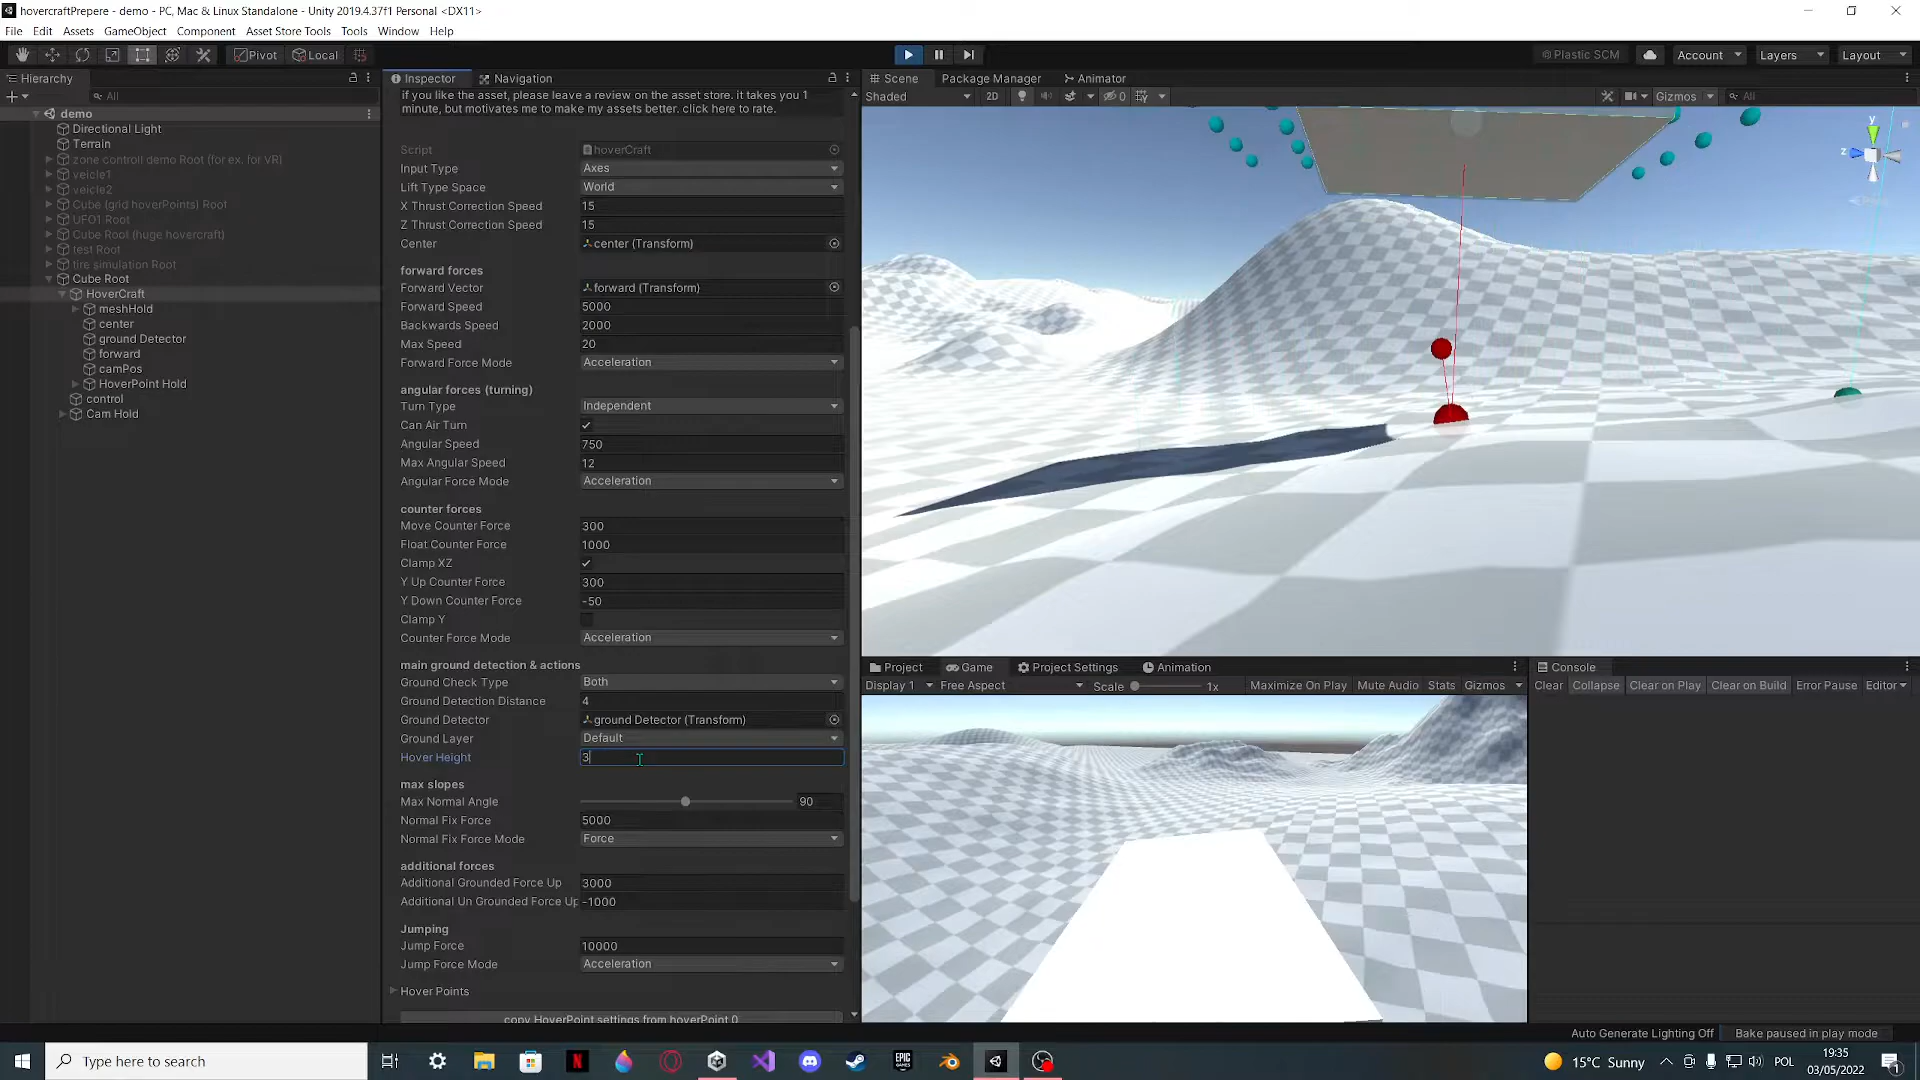 hovercraftPrepere - demo - PC, Mac & Linux Standalone - Unity 2019.4.37f1 Personal <DX11>
File Edit Assets GameObject Component Asset Store Tools Tools Window Help
Pivot Local Plastic SCM Account Layers Layout
Hierarchy
All
demo
Directional Light
Terrain
zone controll demo Root (for ex. for VR)
veicle1
veicle2
Cube (grid hoverPoints) Root
UFO1 Root
Cube Rool (huge hovercraft)
test Root
tire simulation Root
Cube Root
HoverCraft
meshHold
center
ground Detector
forward
camPos
HoverPoint Hold
control
Cam Hold
Inspector Navigation
if you like the asset, please leave a review on the asset store. it takes you 1
minute, but motivates me to make my assets better. click here to rate.
Script hoverCraft
Input Type Axes
Lift Type Space World
X Thrust Correction Speed 15
Z Thrust Correction Speed 15
Center center (Transform)
forward forces
Forward Vector forward (Transform)
Forward Speed 5000
Backwards Speed 2000
Max Speed 20
Forward Force Mode Acceleration
angular forces (turning)
Turn Type Independent
Can Air Turn
Angular Speed 750
Max Angular Speed 12
Angular Force Mode Acceleration
counter forces
Move Counter Force 300
Float Counter Force 1000
Clamp XZ
Y Up Counter Force 300
Y Down Counter Force -50
Clamp Y
Counter Force Mode Acceleration
main ground detection & actions
Ground Check Type Both
Ground Detection Distance 4
Ground Detector ground Detector (Transform)
Ground Layer Default
Hover Height 3
max slopes
Max Normal Angle 90
Normal Fix Force 5000
Normal Fix Force Mode Force
additional forces
Additional Grounded Force Up 3000
Additional Un Grounded Force Up -1000
Jumping
Jump Force 10000
Jump Force Mode Acceleration
Hover Points
copy HoverPoint settings from hoverPoint 0
Scene Package Manager Animator
Shaded 2D 0 Gizmos All
y
z
Project Game Project Settings Animation
Display 1 Free Aspect Scale 1x Maximize On Play Mute Audio Stats Gizmos
Console
Clear Collapse Clear on Play Clear on Build Error Pause Editor
Auto Generate Lighting Off Bake paused in play mode
Type here to search
N
EPIC GAMES
15°C Sunny
POL
19:35
03/05/2022
1